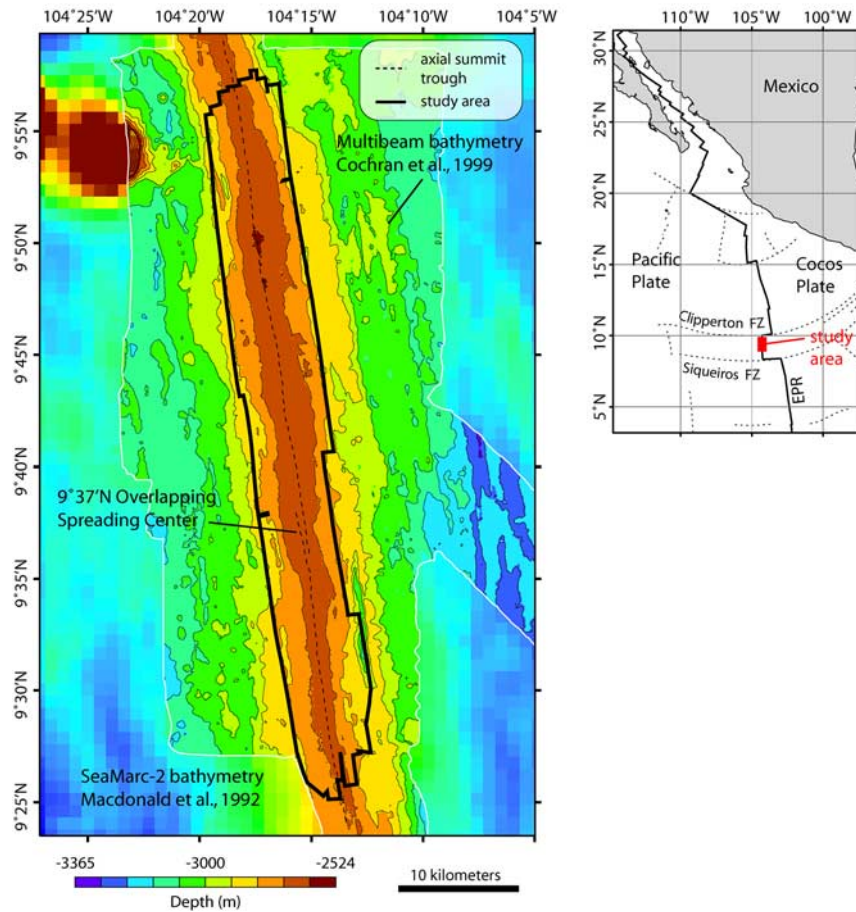 104°25'W 104°20'W 104°15'W 104°10'W 104°5'W
axial summit
trough
study area
Multibeam bathymetry
Cochran et al., 1999
9°55'N
9°50'N
9°45'N
9°40'N
9°35'N
9°30'N
9°25'N
9°37'N Overlapping
Spreading Center
SeaMarc-2 bathymetry
Macdonald et al., 1992
-3365 -3000 -2524
Depth (m)
10 kilometers
110°W 105°W 100°W
30°N
25°N
20°N
15°N
10°N
5°N
Mexico
Pacific
Plate
Cocos
Plate
Clipperton FZ
study
area
Siqueiros FZ
EPR